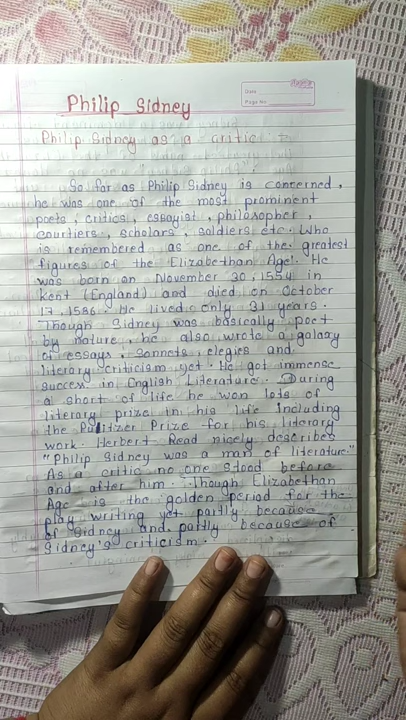 Date
Page No.
Philip Sidney
Philip Sidney as a critic :-
So far as Philip Sidney is concerned,
he was one of the most prominent
poets, critics, essayist, philosopher,
courtiers, scholars, soldiers etc. Who
is remembered as one of the greatest
figures of the Elizabethan Age. He
was born on November 30, 1554 in
Kent (England) and died on October
17, 1586. He lived only 31 years.
Though Sidney was basically poet
by nature, he also wrote a galaxy
of essays, Sonnets, elegies and
literary criticism yet. He got immense
success in English Literature. During
a short of life he won lots of
literary prize in his life including
the Pulitzer Prize for his literary
work. Herbert Read nicely describes
"Philip Sidney was a man of literature."
As a critic no one stood before
and after him. Though Elizabethan
Age is the golden period for the
play writing yet partly because
of Sidney and partly because of
Sidney's criticism.